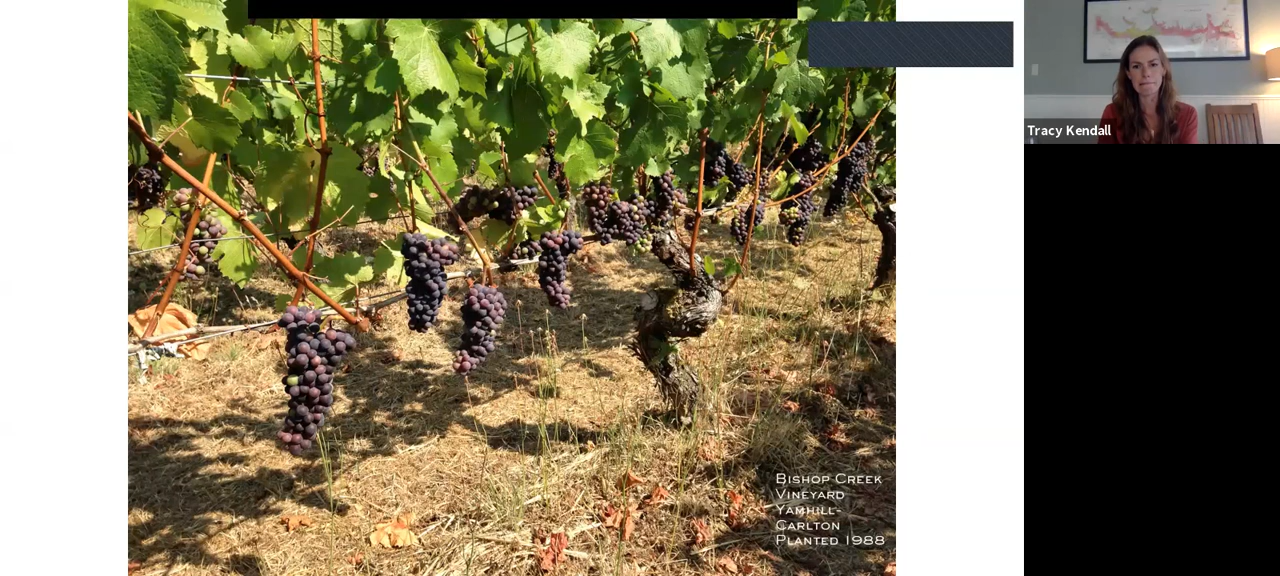 Tracy Kendall
Bishop Creek
Vineyard
Yamhill-
Carlton
Planted 1988